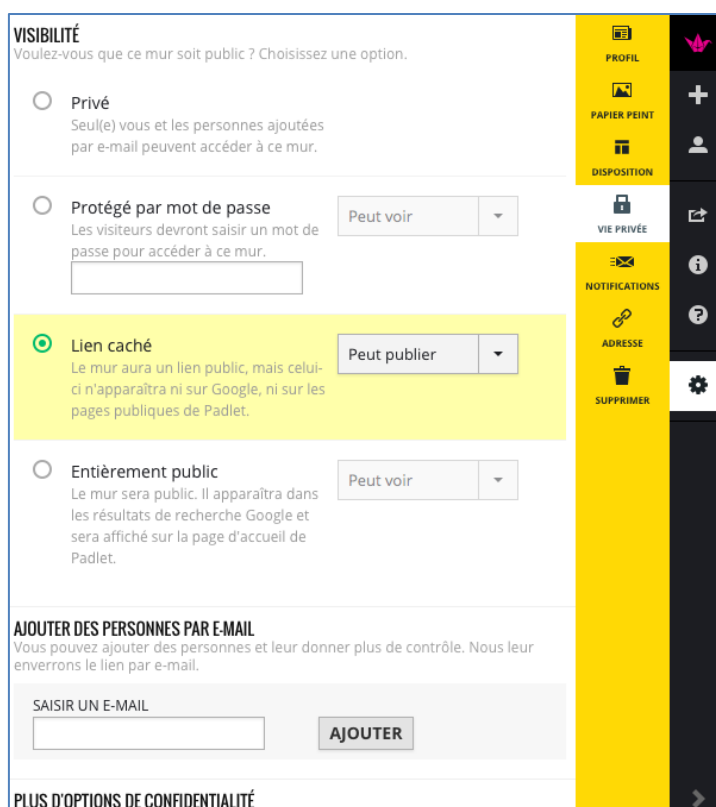 VISIBILITÉ
Voulez-vous que ce mur soit public ? Choisissez une option.
Privé
Seul(e) vous et les personnes ajoutées
par e-mail peuvent accéder à ce mur.
Protégé par mot de passe
Les visiteurs devront saisir un mot de
passe pour accéder à ce mur.
Peut voir
Lien caché
Le mur aura un lien public, mais celui-
ci n'apparaîtra ni sur Google, ni sur les
pages publiques de Padlet.
Peut publier
Entièrement public
Le mur sera public. Il apparaîtra dans
les résultats de recherche Google et
sera affiché sur la page d'accueil de
Padlet.
Peut voir
AJOUTER DES PERSONNES PAR E-MAIL
Vous pouvez ajouter des personnes et leur donner plus de contrôle. Nous leur
enverrons le lien par e-mail.
SAISIR UN E-MAIL
AJOUTER
PLUS D'OPTIONS DE CONFIDENTIALITÉ
PROFIL
PAPIER PEINT
DISPOSITION
VIE PRIVÉE
NOTIFICATIONS
ADRESSE
SUPPRIMER